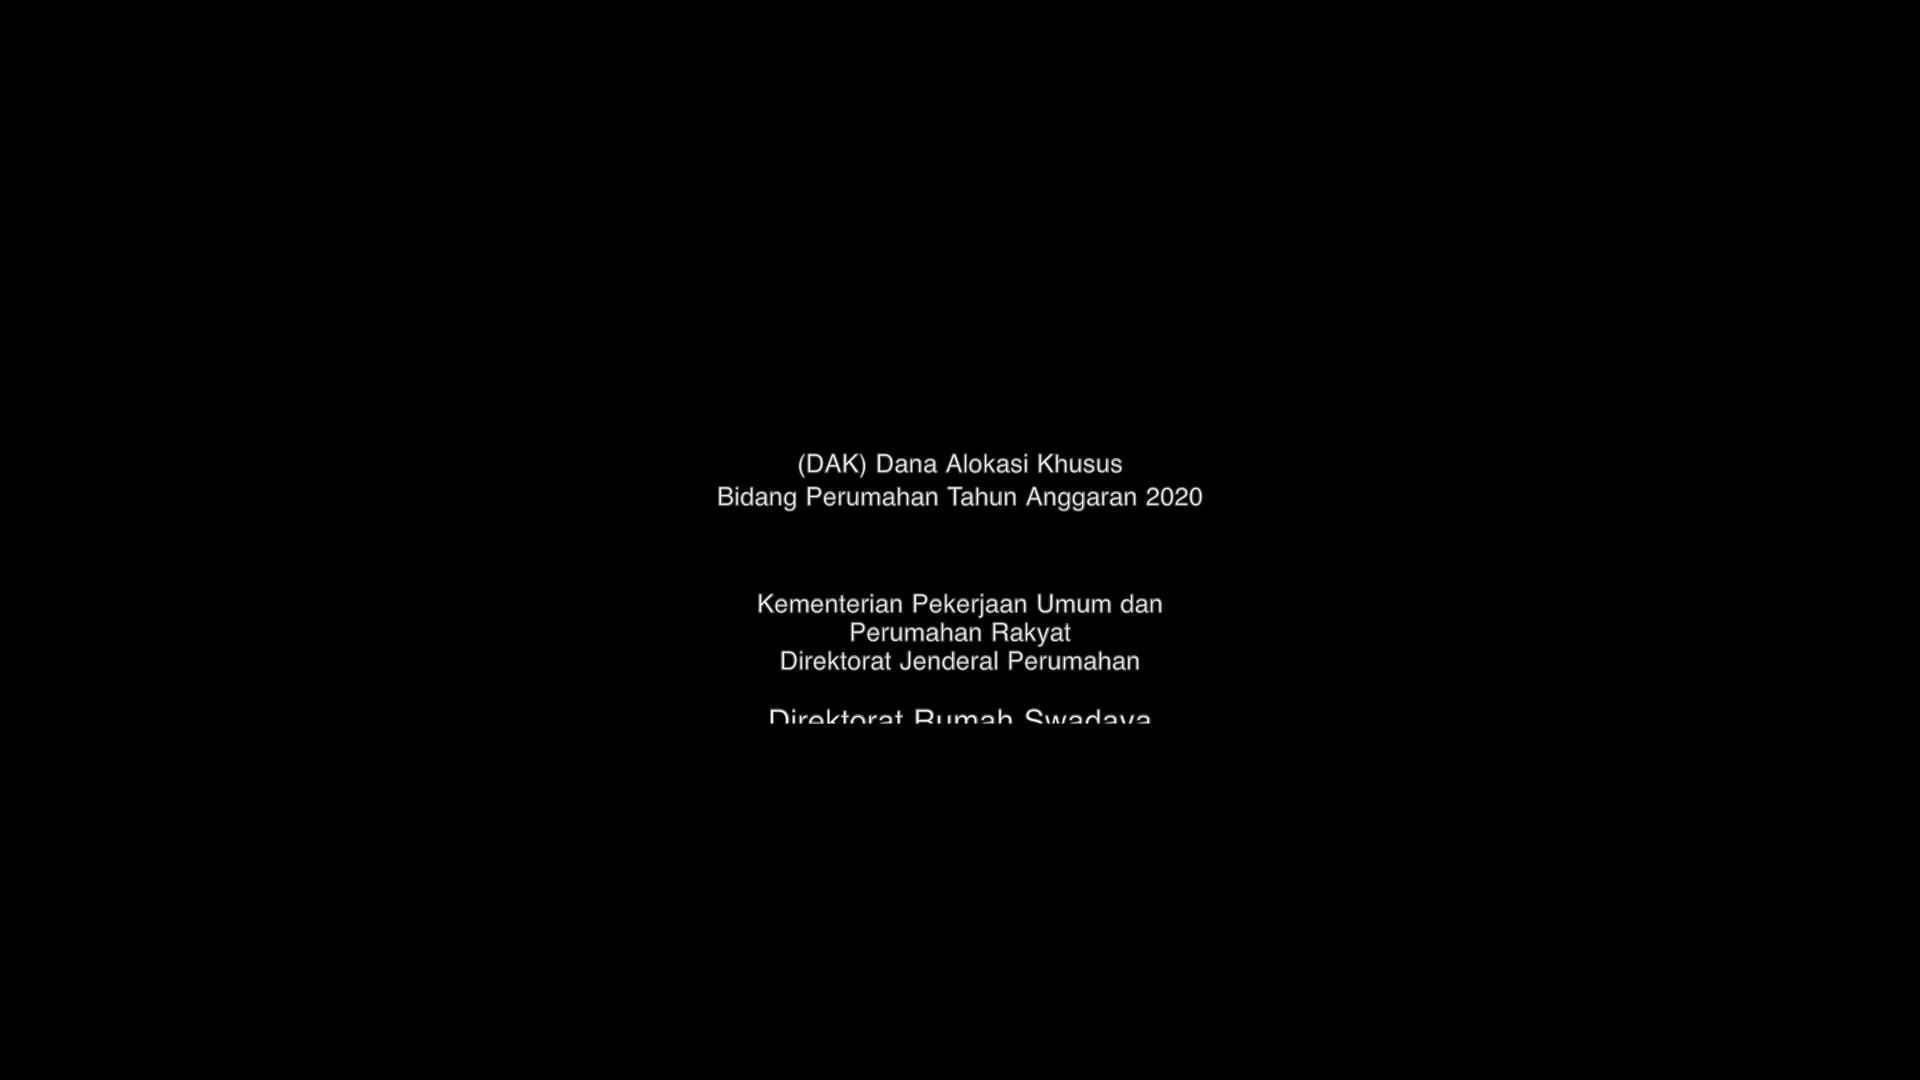 (DAK) Dana Alokasi Khusus
Bidang Perumahan Tahun Anggaran 2020
Kementerian Pekerjaan Umum dan
Perumahan Rakyat
Direktorat Jenderal Perumahan
Direktorat Rumah Swadaya